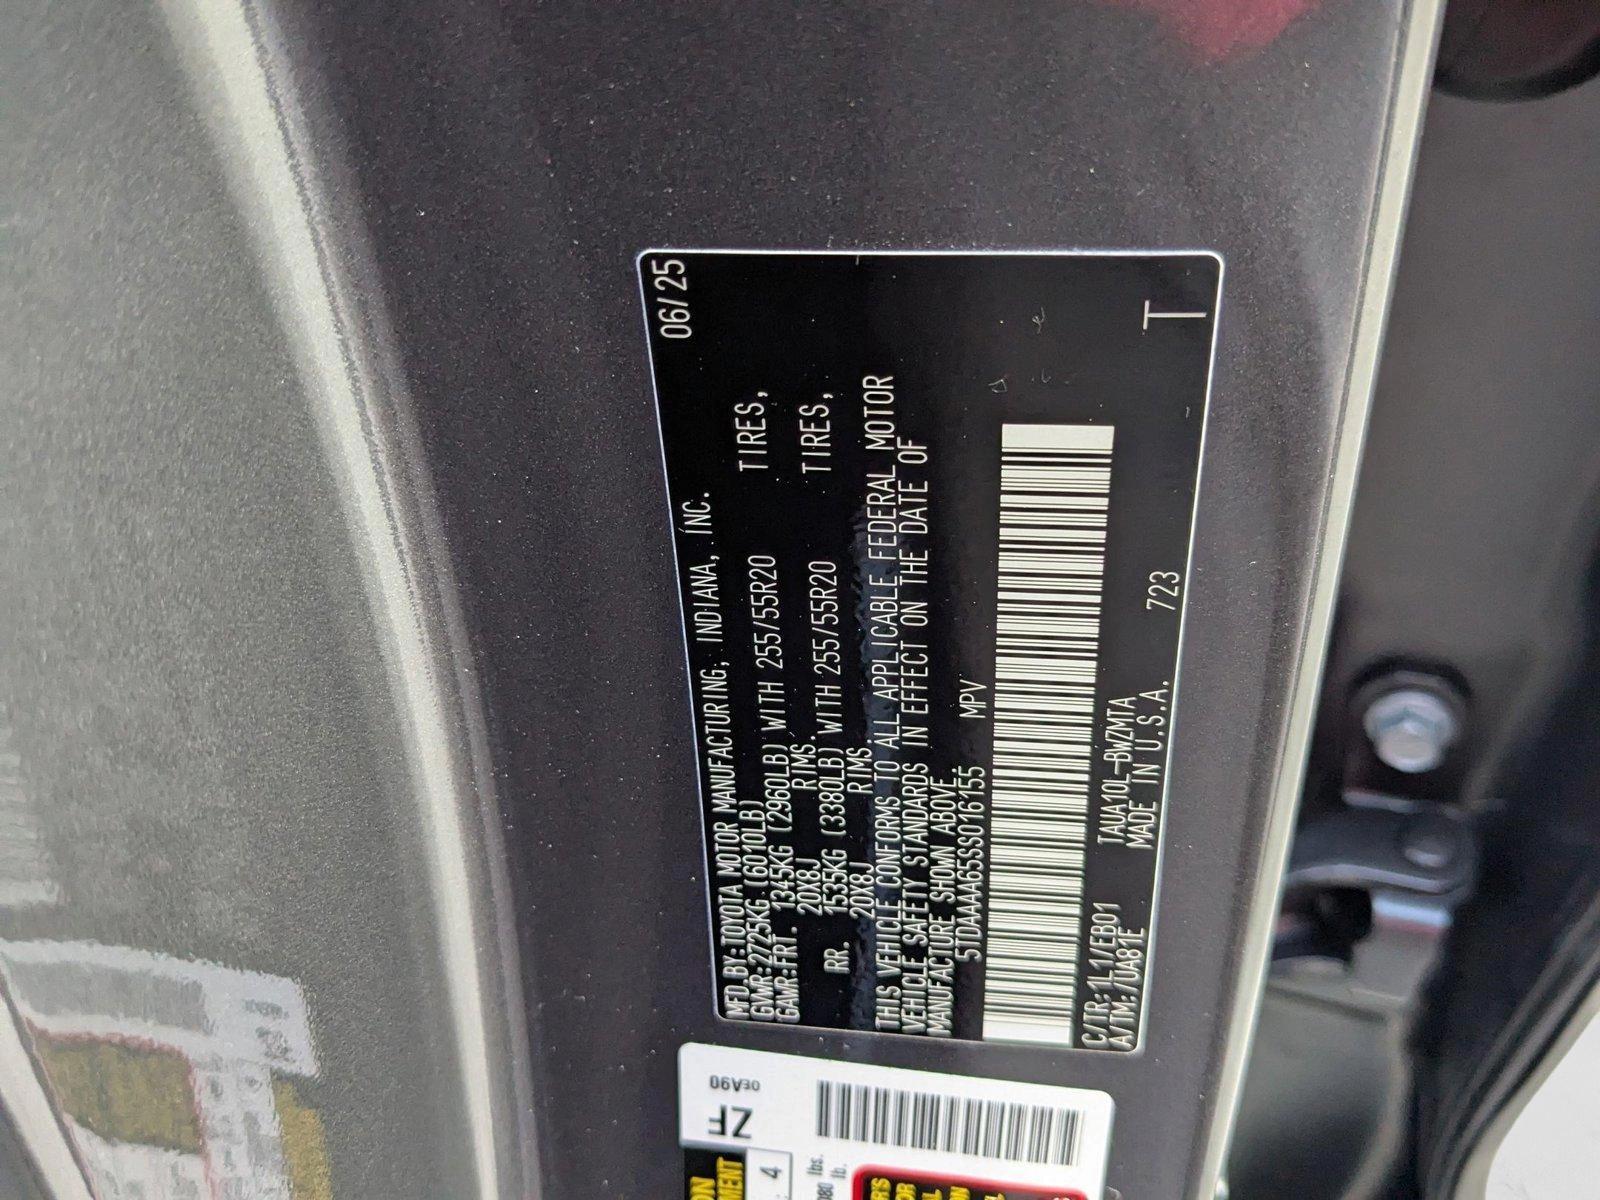 06/25
MFD.BY:TOYOTA MOTOR MANUFACTURING, INDIANA, INC.
GVWR:2725KG (6010LB)
GAWR:FRT. 1345KG (2960LB) WITH 255/55R20 TIRES,
20X8J RIMS.
RR. 1535KG (3380LB) WITH 255/55R20 TIRES,
20X8J RIMS.
THIS VEHICLE CONFORMS TO ALL APPLICABLE FEDERAL MOTOR
VEHICLE SAFETY STANDARDS IN EFFECT ON THE DATE OF
MANUFACTURE SHOWN ABOVE.
5TDAAAA65SS016155 MPV
C/TR:1L1/EB01 TAUA10L-BWZMTA
A/TM:/UA81E MADE IN U.S.A. 723
T
ZF
0EA90
4
lbs.
lb.